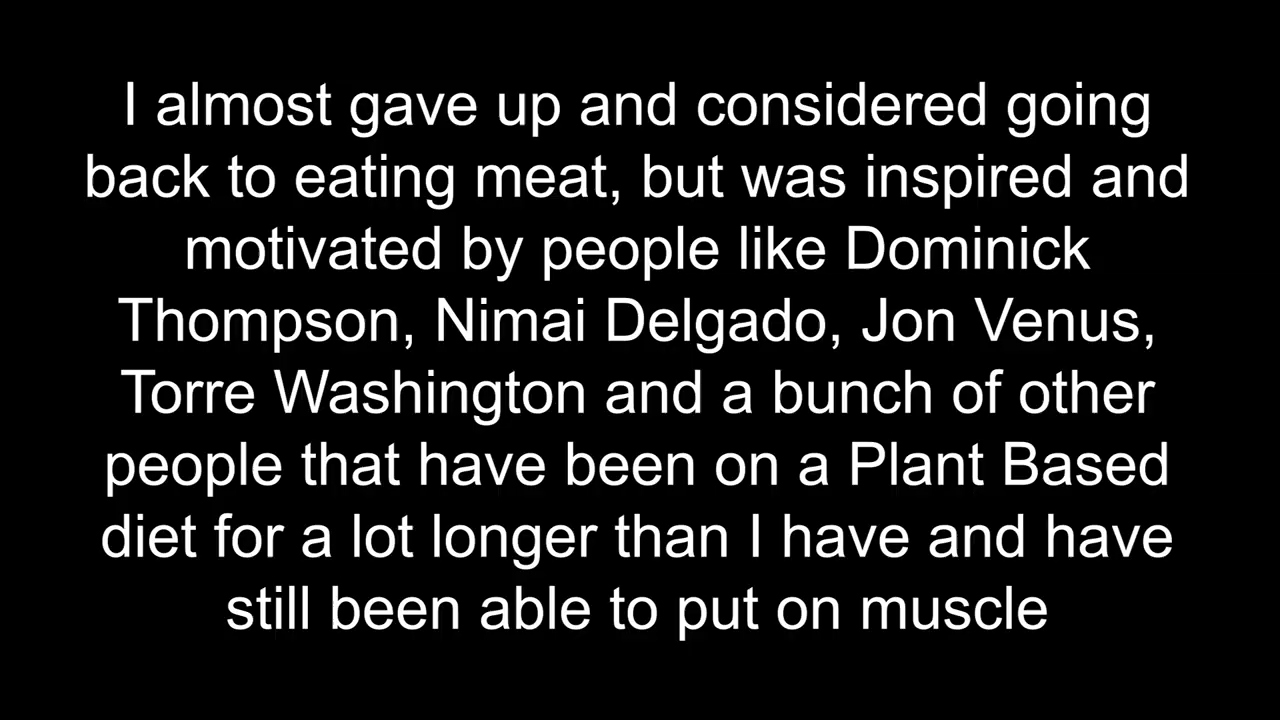 I almost gave up and considered going
back to eating meat, but was inspired and
motivated by people like Dominick
Thompson, Nimai Delgado, Jon Venus,
Torre Washington and a bunch of other
people that have been on a Plant Based
diet for a lot longer than I have and have
still been able to put on muscle